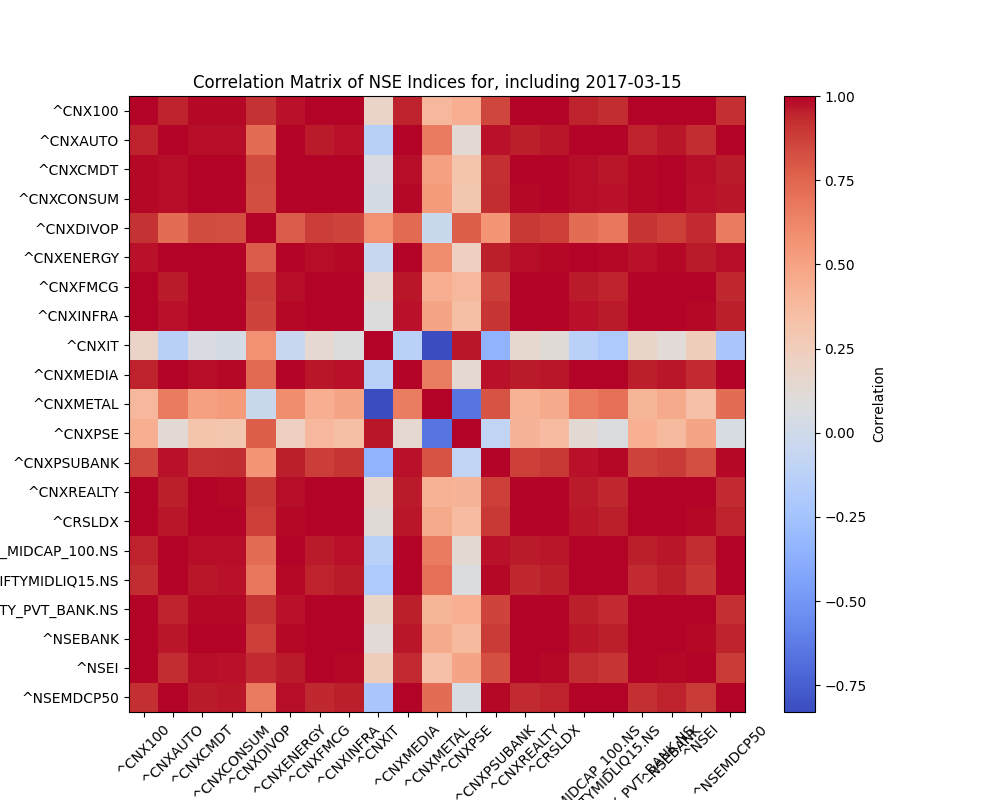 Correlation Matrix of NSE Indices for, including 2017-03-15
^CNX100
^CNXAUTO
^CNXCMDT
^CNXCONSUM
^CNXDIVOP
^CNXENERGY
^CNXFMCG
^CNXINFRA
^CNXIT
^CNXMEDIA
^CNXMETAL
^CNXPSE
^CNXPSUBANK
^CNXREALTY
^CRSLDX
_MIDCAP_100.NS
IFTYMIDLIQ15.NS
TY_PVT_BANK.NS
^NSEBANK
^NSEI
^NSEMDCP50
1.00
0.75
0.50
0.25
0.00
−0.25
−0.50
−0.75
Correlation
^CNX100
^CNXAUTO
^CNXCMDT
^CNXCONSUM
^CNXDIVOP
^CNXENERGY
^CNXFMCG
^CNXINFRA
^CNXIT
^CNXMEDIA
^CNXMETAL
^CNXPSE
^CNXPSUBANK
^CNXREALTY
^CRSLDX
MIDCAP_100.NS
TYMIDLIQ15.NS
PVT_BANK.NS
^NSEBANK
^NSEI
^NSEMDCP50